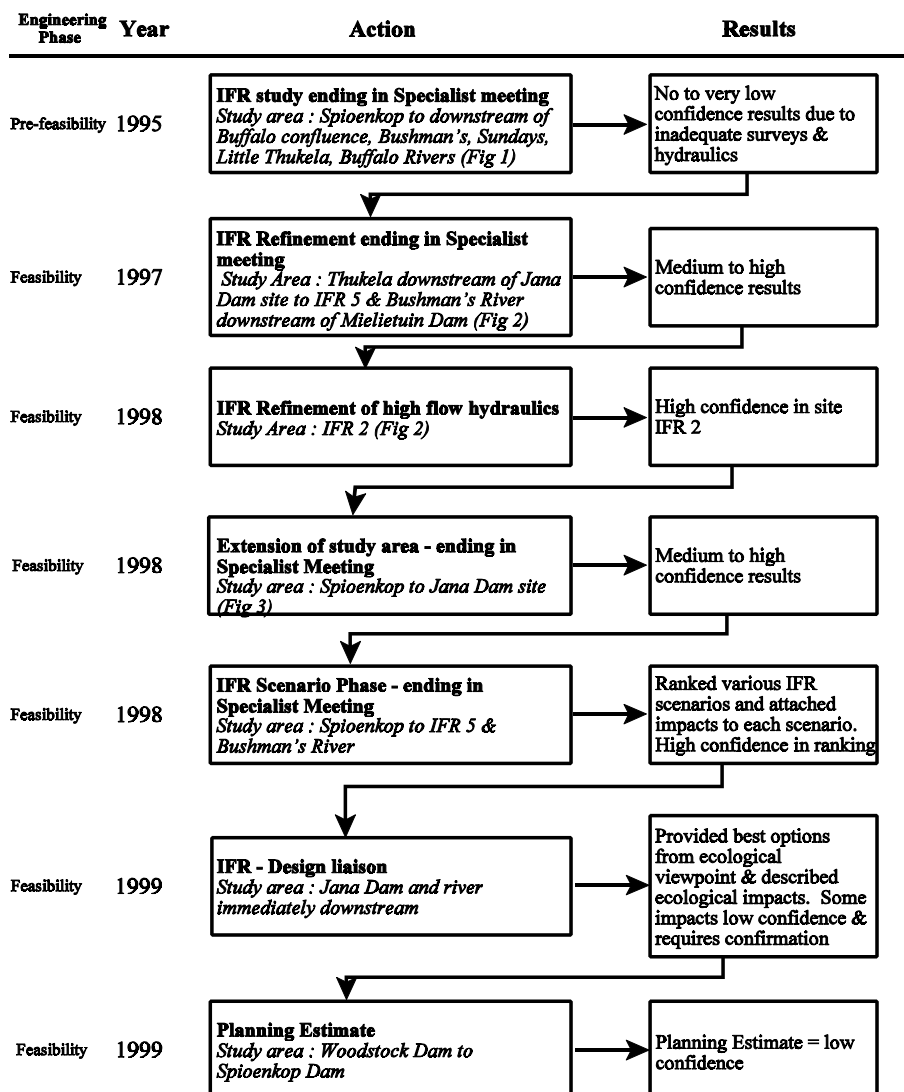 Engineering
Phase
Year
Action
Results
Pre-feasibility
1995
IFR study ending in Specialist meeting
Study area : Spioenkop to downstream of
Buffalo confluence, Bushman's, Sundays,
Little Thukela, Buffalo Rivers (Fig 1)
No to very low
confidence results due to
inadequate surveys &
hydraulics
Feasibility
1997
IFR Refinement ending in Specialist
meeting
Study Area : Thukela downstream of Jana
Dam site to IFR 5 & Bushman's River
downstream of Mielietuin Dam (Fig 2)
Medium to high
confidence results
Feasibility
1998
IFR Refinement of high flow hydraulics
Study Area : IFR 2 (Fig 2)
High confidence in site
IFR 2
Feasibility
1998
Extension of study area - ending in
Specialist Meeting
Study area : Spioenkop to Jana Dam site
(Fig 3)
Medium to high
confidence results
Feasibility
1998
IFR Scenario Phase - ending in
Specialist Meeting
Study area : Spioenkop to IFR 5 &
Bushman's River
Ranked various IFR
scenarios and attached
impacts to each scenario.
High confidence in ranking
Feasibility
1999
IFR - Design liaison
Study area : Jana Dam and river
immediately downstream
Provided best options
from ecological
viewpoint & described
ecological impacts. Some
impacts low confidence &
requires confirmation
Feasibility
1999
Planning Estimate
Study area : Woodstock Dam to
Spioenkop Dam
Planning Estimate = low
confidence